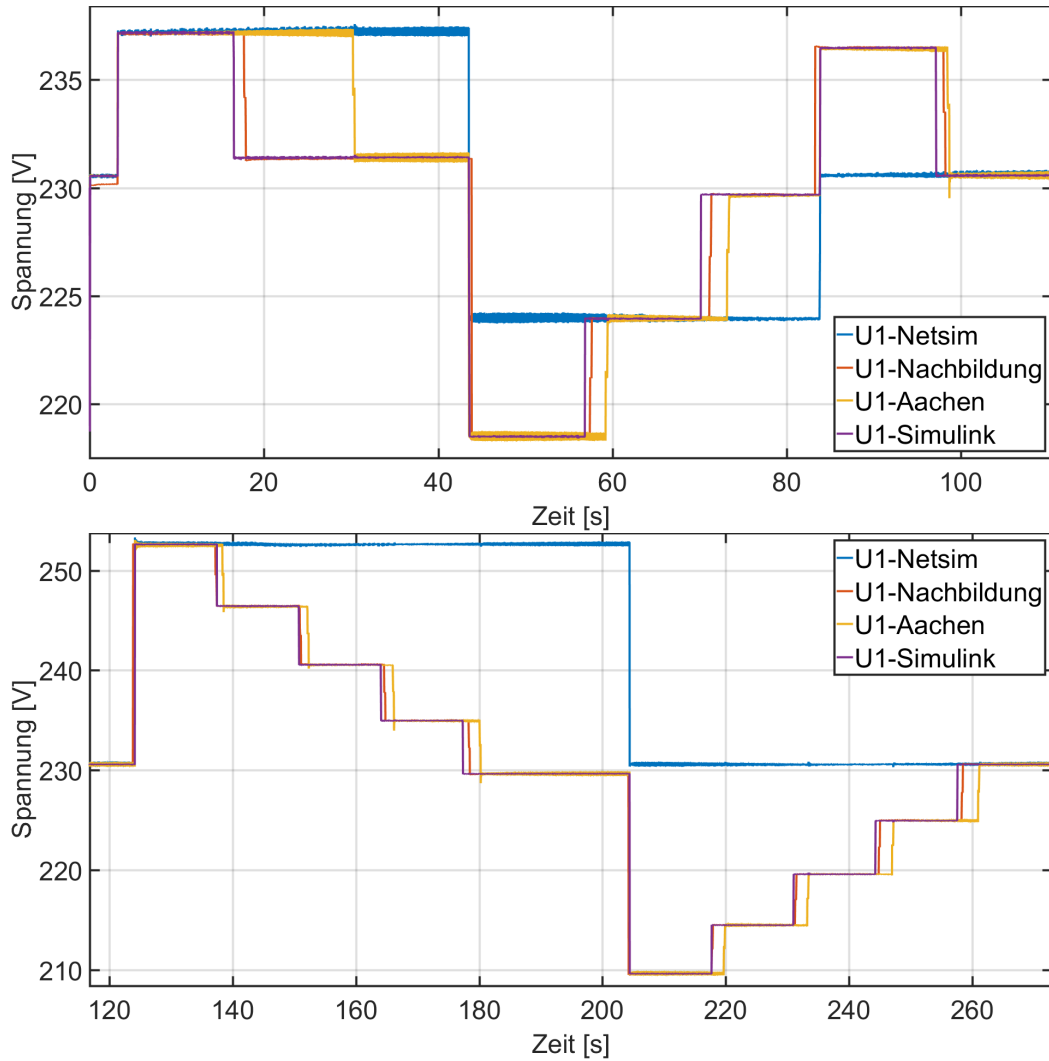 Spannung [V]
235
230
225
220
0
20
40
60
80
100
Zeit [s]
U1-Netsim
U1-Nachbildung
U1-Aachen
U1-Simulink
Spannung [V]
250
240
230
220
210
120
140
160
180
200
220
240
260
Zeit [s]
U1-Netsim
U1-Nachbildung
U1-Aachen
U1-Simulink